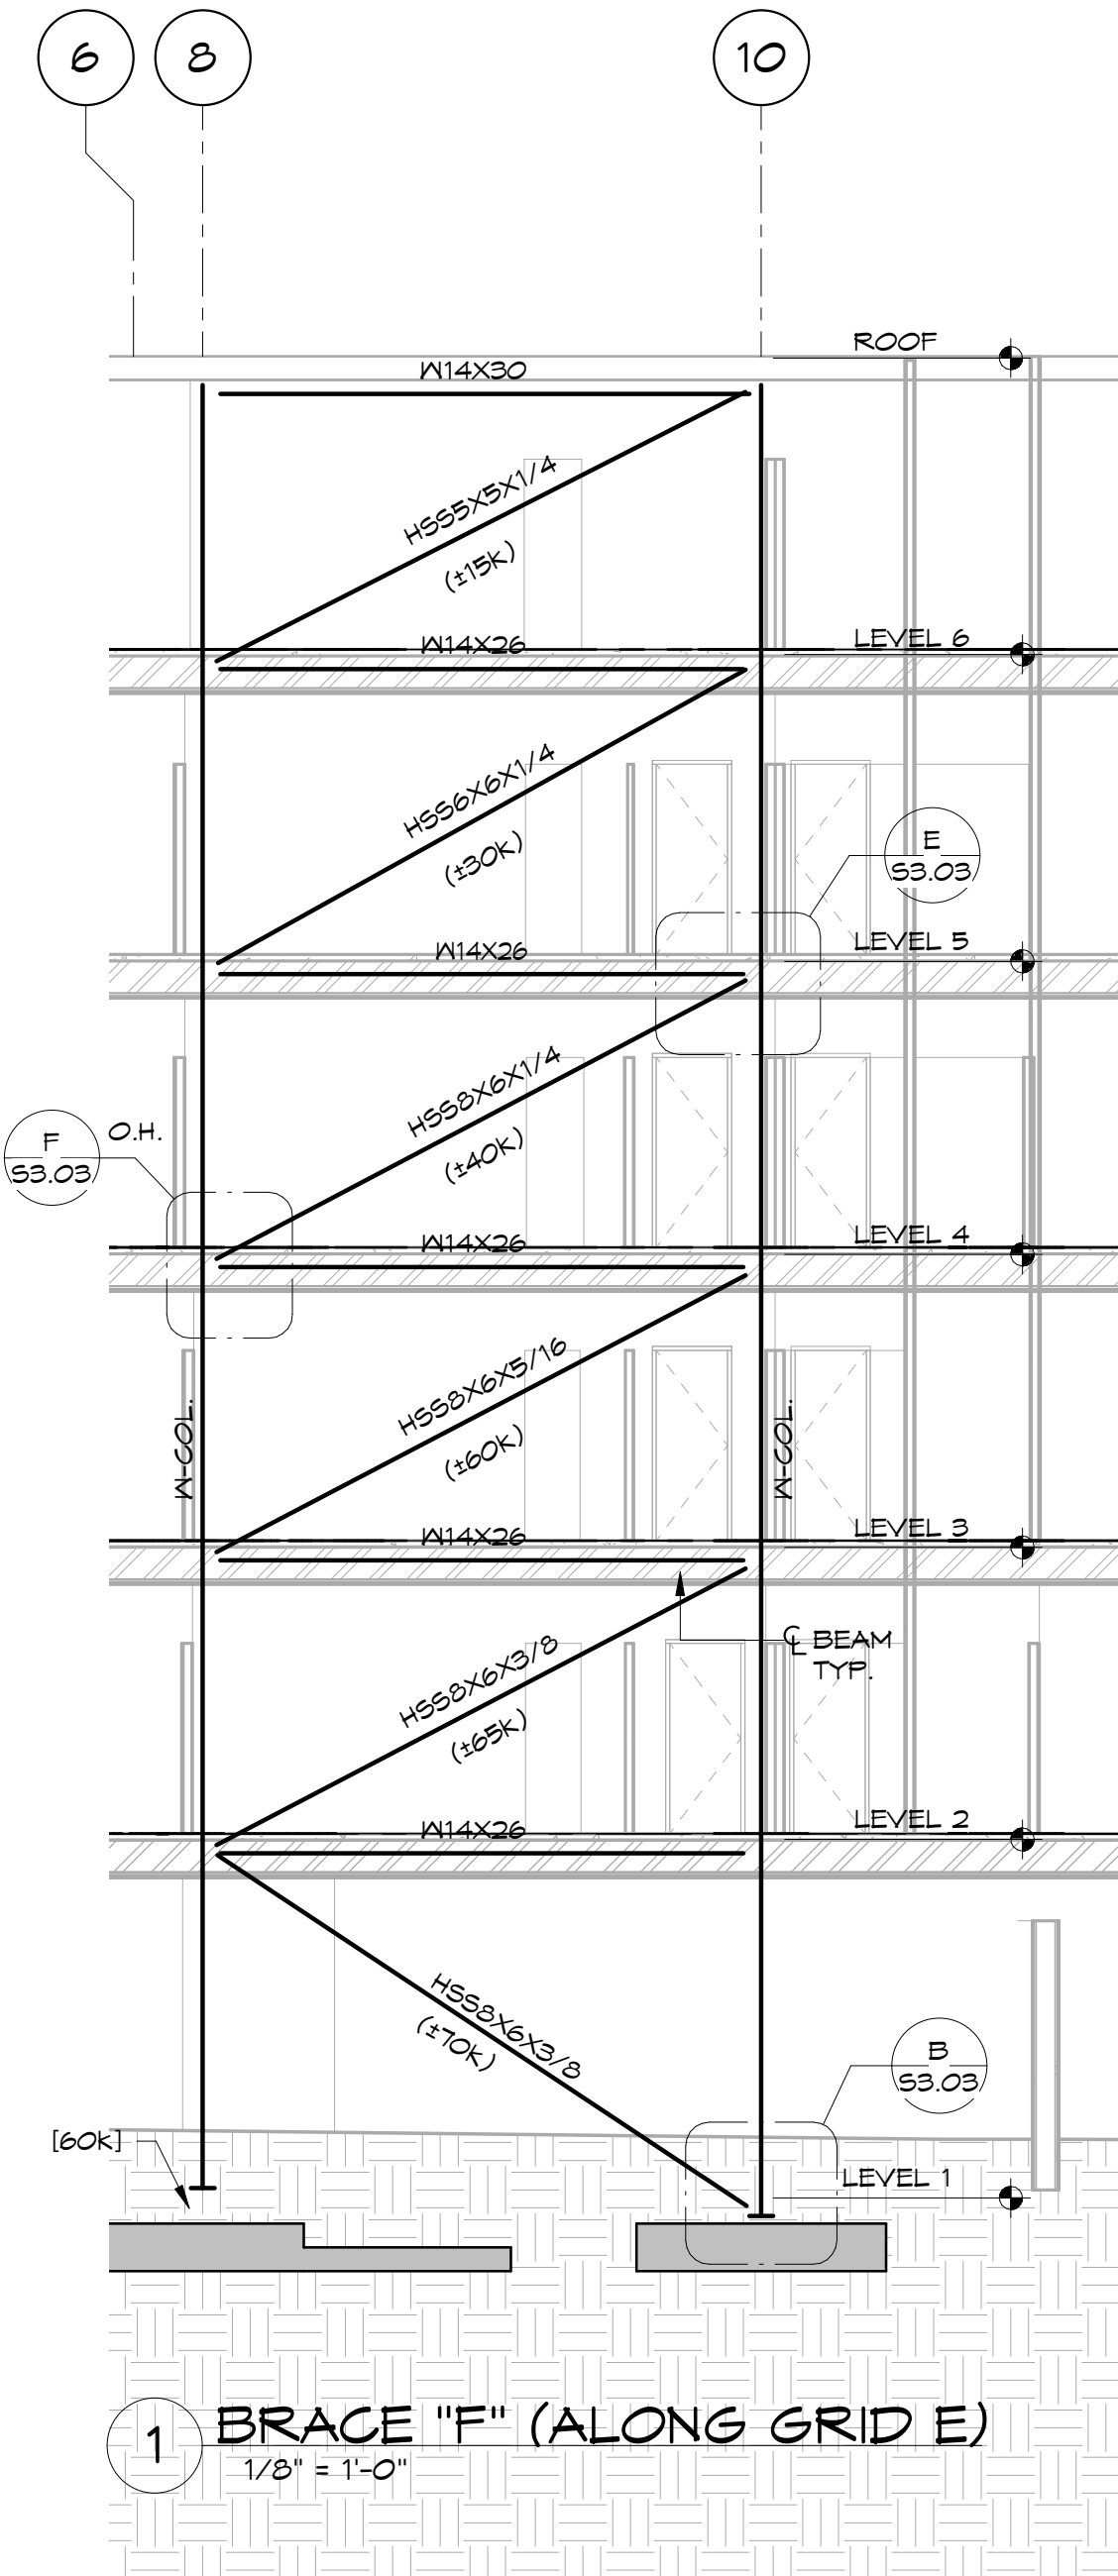 6
8
10
ROOF
W14X30
HSS5X5X1/4
(±15K)
LEVEL 6
W14X26
HSS6X6X1/4
(±30K)
E
S3.03
LEVEL 5
W14X26
HSS8X6X1/4
(±40K)
F
S3.03
O.H.
LEVEL 4
W14X26
HSS8X6X5/16
(±60K)
W-COL.
W-COL.
LEVEL 3
W14X26
℄ BEAM
TYP.
HSS8X6X3/8
(±65K)
LEVEL 2
W14X26
HSS8X6X3/8
(±70K)
B
S3.03
[60K]
LEVEL 1
1
BRACE "F" (ALONG GRID E)
1/8" = 1'-0"